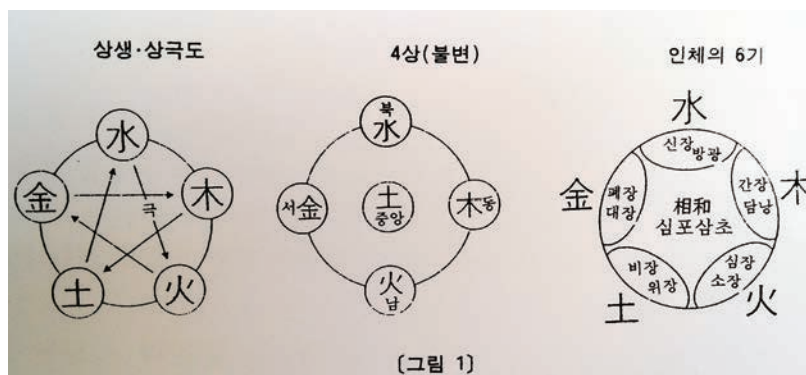 상생·상극도
水
金
木
극
土
火
4상(불변)
북
水
서金
土
중앙
木동
火
남
인체의 6기
水
신장 방광
金
폐장
대장
간장
담낭
木
相和
심포삼초
비장
위장
심장
소장
土
火
[그림 1]